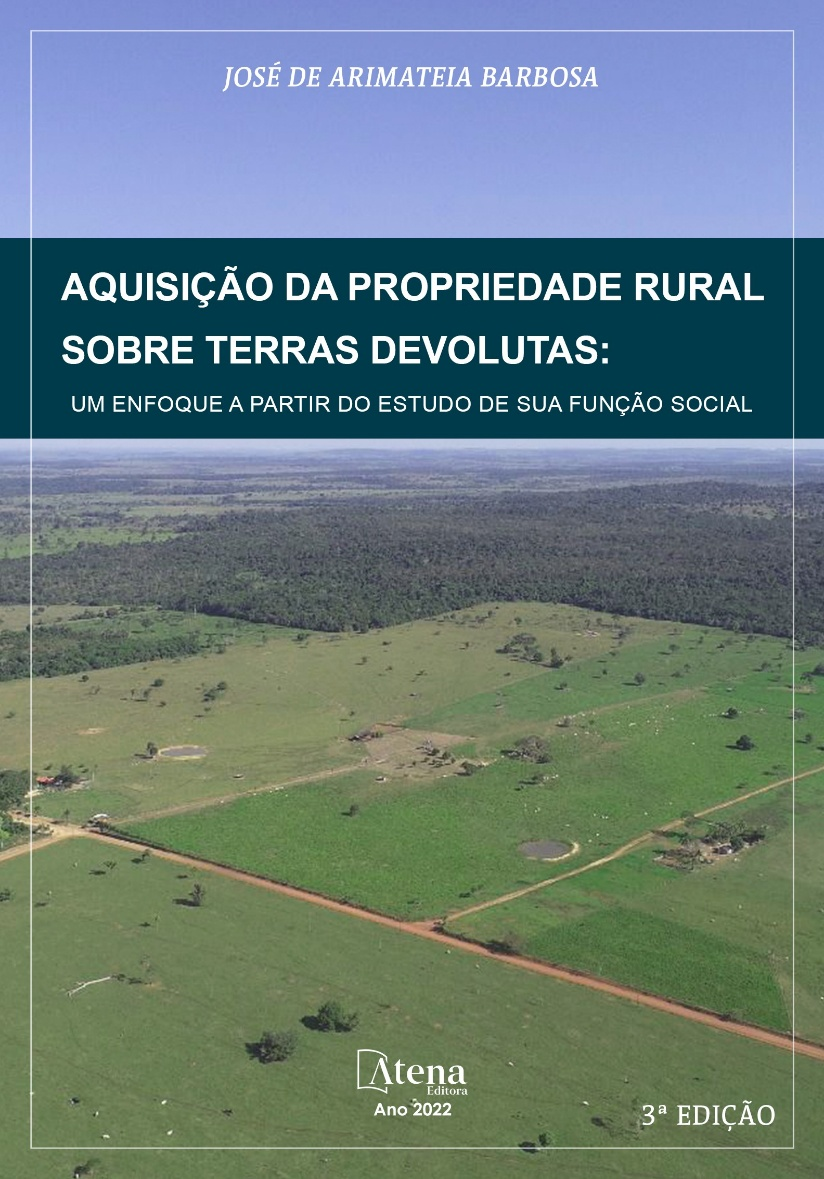 JOSÉ DE ARIMATEIA BARBOSA
AQUISIÇÃO DA PROPRIEDADE RURAL
SOBRE TERRAS DEVOLUTAS:
UM ENFOQUE A PARTIR DO ESTUDO DE SUA FUNÇÃO SOCIAL
Atena
Editora
Ano 2022
3ª EDIÇÃO